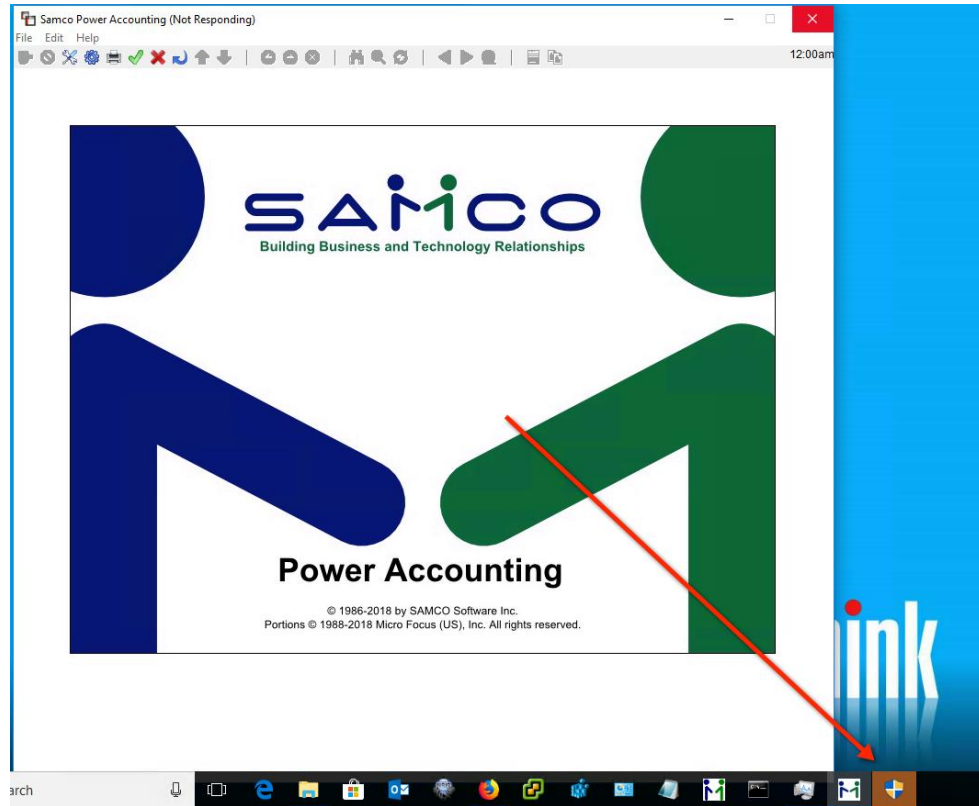 Samco Power Accounting (Not Responding)
File Edit Help
12:00am
SAMCO
Building Business and Technology Relationships
Power Accounting
© 1986-2018 by SAMCO Software Inc.
Portions © 1988-2018 Micro Focus (US), Inc. All rights reserved.
ink
arch